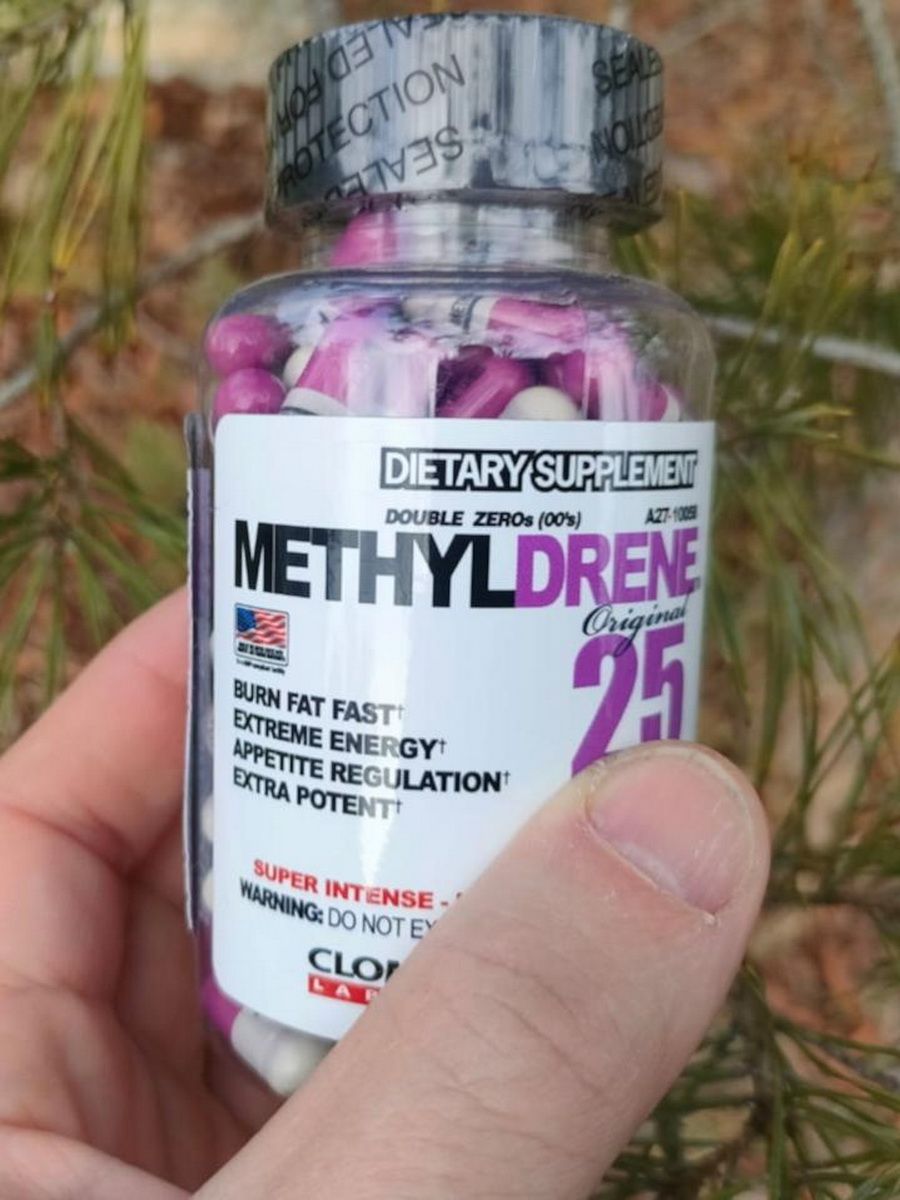 SEALED FOR
PROTECTION
SEALED
SEALED
DIETARY SUPPLEMENT
DOUBLE ZEROs (00's)
METHYLDRENE
Original
25
BURN FAT FAST†
EXTREME ENERGY†
APPETITE REGULATION†
EXTRA POTENT†
SUPER INTENSE -
WARNING: DO NOT